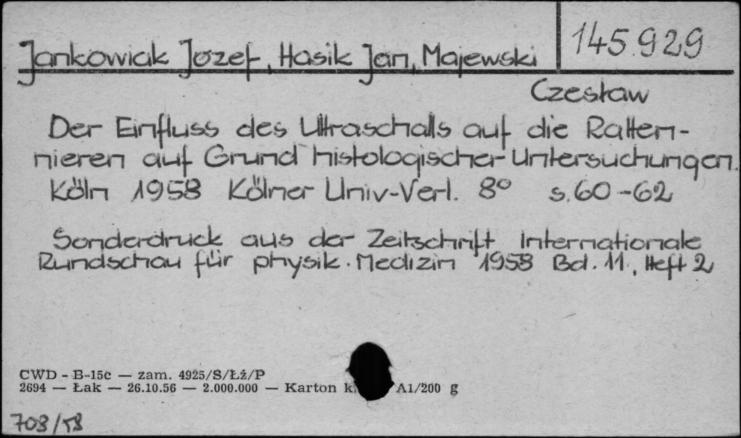 145.929
Jankowiak Józef, Hasik Jan, Majewski
Czesław
Der Einfluss des Ultraschalls auf die Ratten-
nieren auf Grund histologischer Untersuchungen.
Köln 1958 Kölner Univ-Verl. 8° s.60-62
Sonderdruck aus der Zeitschrift Internationale
Rundschau für physik. Medizin 1958 Bd. 11, Heft 2
CWD - B-15c — zam. 4925/S/Łź/P
2694 — Łak — 26.10.56 — 2.000.000 — Karton k A1/200 g
708/58